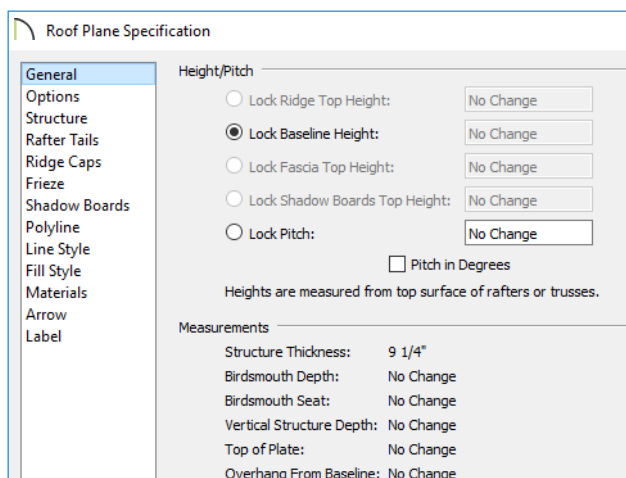 Roof Plane Specification
General
Options
Structure
Rafter Tails
Ridge Caps
Frieze
Shadow Boards
Polyline
Line Style
Fill Style
Materials
Arrow
Label
Height/Pitch
Lock Ridge Top Height: No Change
Lock Baseline Height: No Change
Lock Fascia Top Height: No Change
Lock Shadow Boards Top Height: No Change
Lock Pitch: No Change
Pitch in Degrees
Heights are measured from top surface of rafters or trusses.
Measurements
Structure Thickness: 9 1/4"
Birdsmouth Depth: No Change
Birdsmouth Seat: No Change
Vertical Structure Depth: No Change
Top of Plate: No Change
Overhang From Baseline: No Change